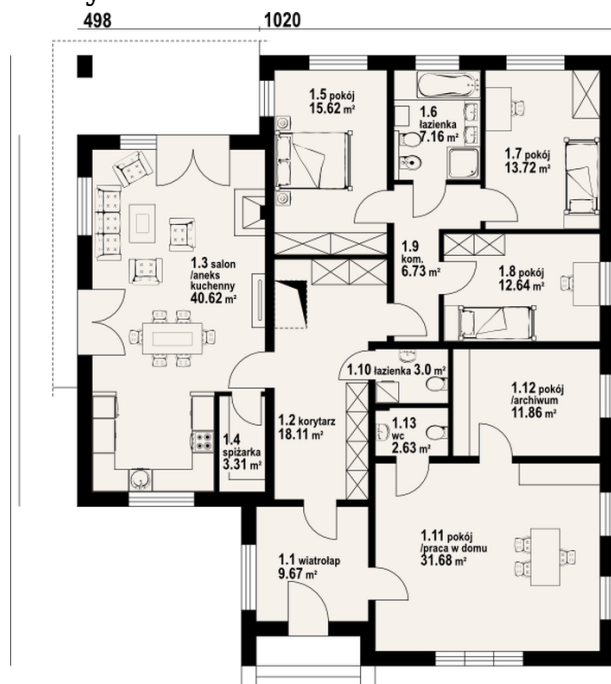 498
1020
1.5 pokój
15.62 m²
1.6
łazienka
7.16 m²
1.7 pokój
13.72 m²
1.3 salon
/aneks
kuchenny
40.62 m²
1.9
kom.
6.73 m²
1.8 pokój
12.64 m²
1.10 łazienka 3.0 m²
1.12 pokój
/archiwum
11.86 m²
1.2 korytarz
18.11 m²
1.13
wc
2.63 m²
1.4
spiżarka
3.31 m²
1.1 wiatrołap
9.67 m²
1.11 pokój
/praca w domu
31.68 m²